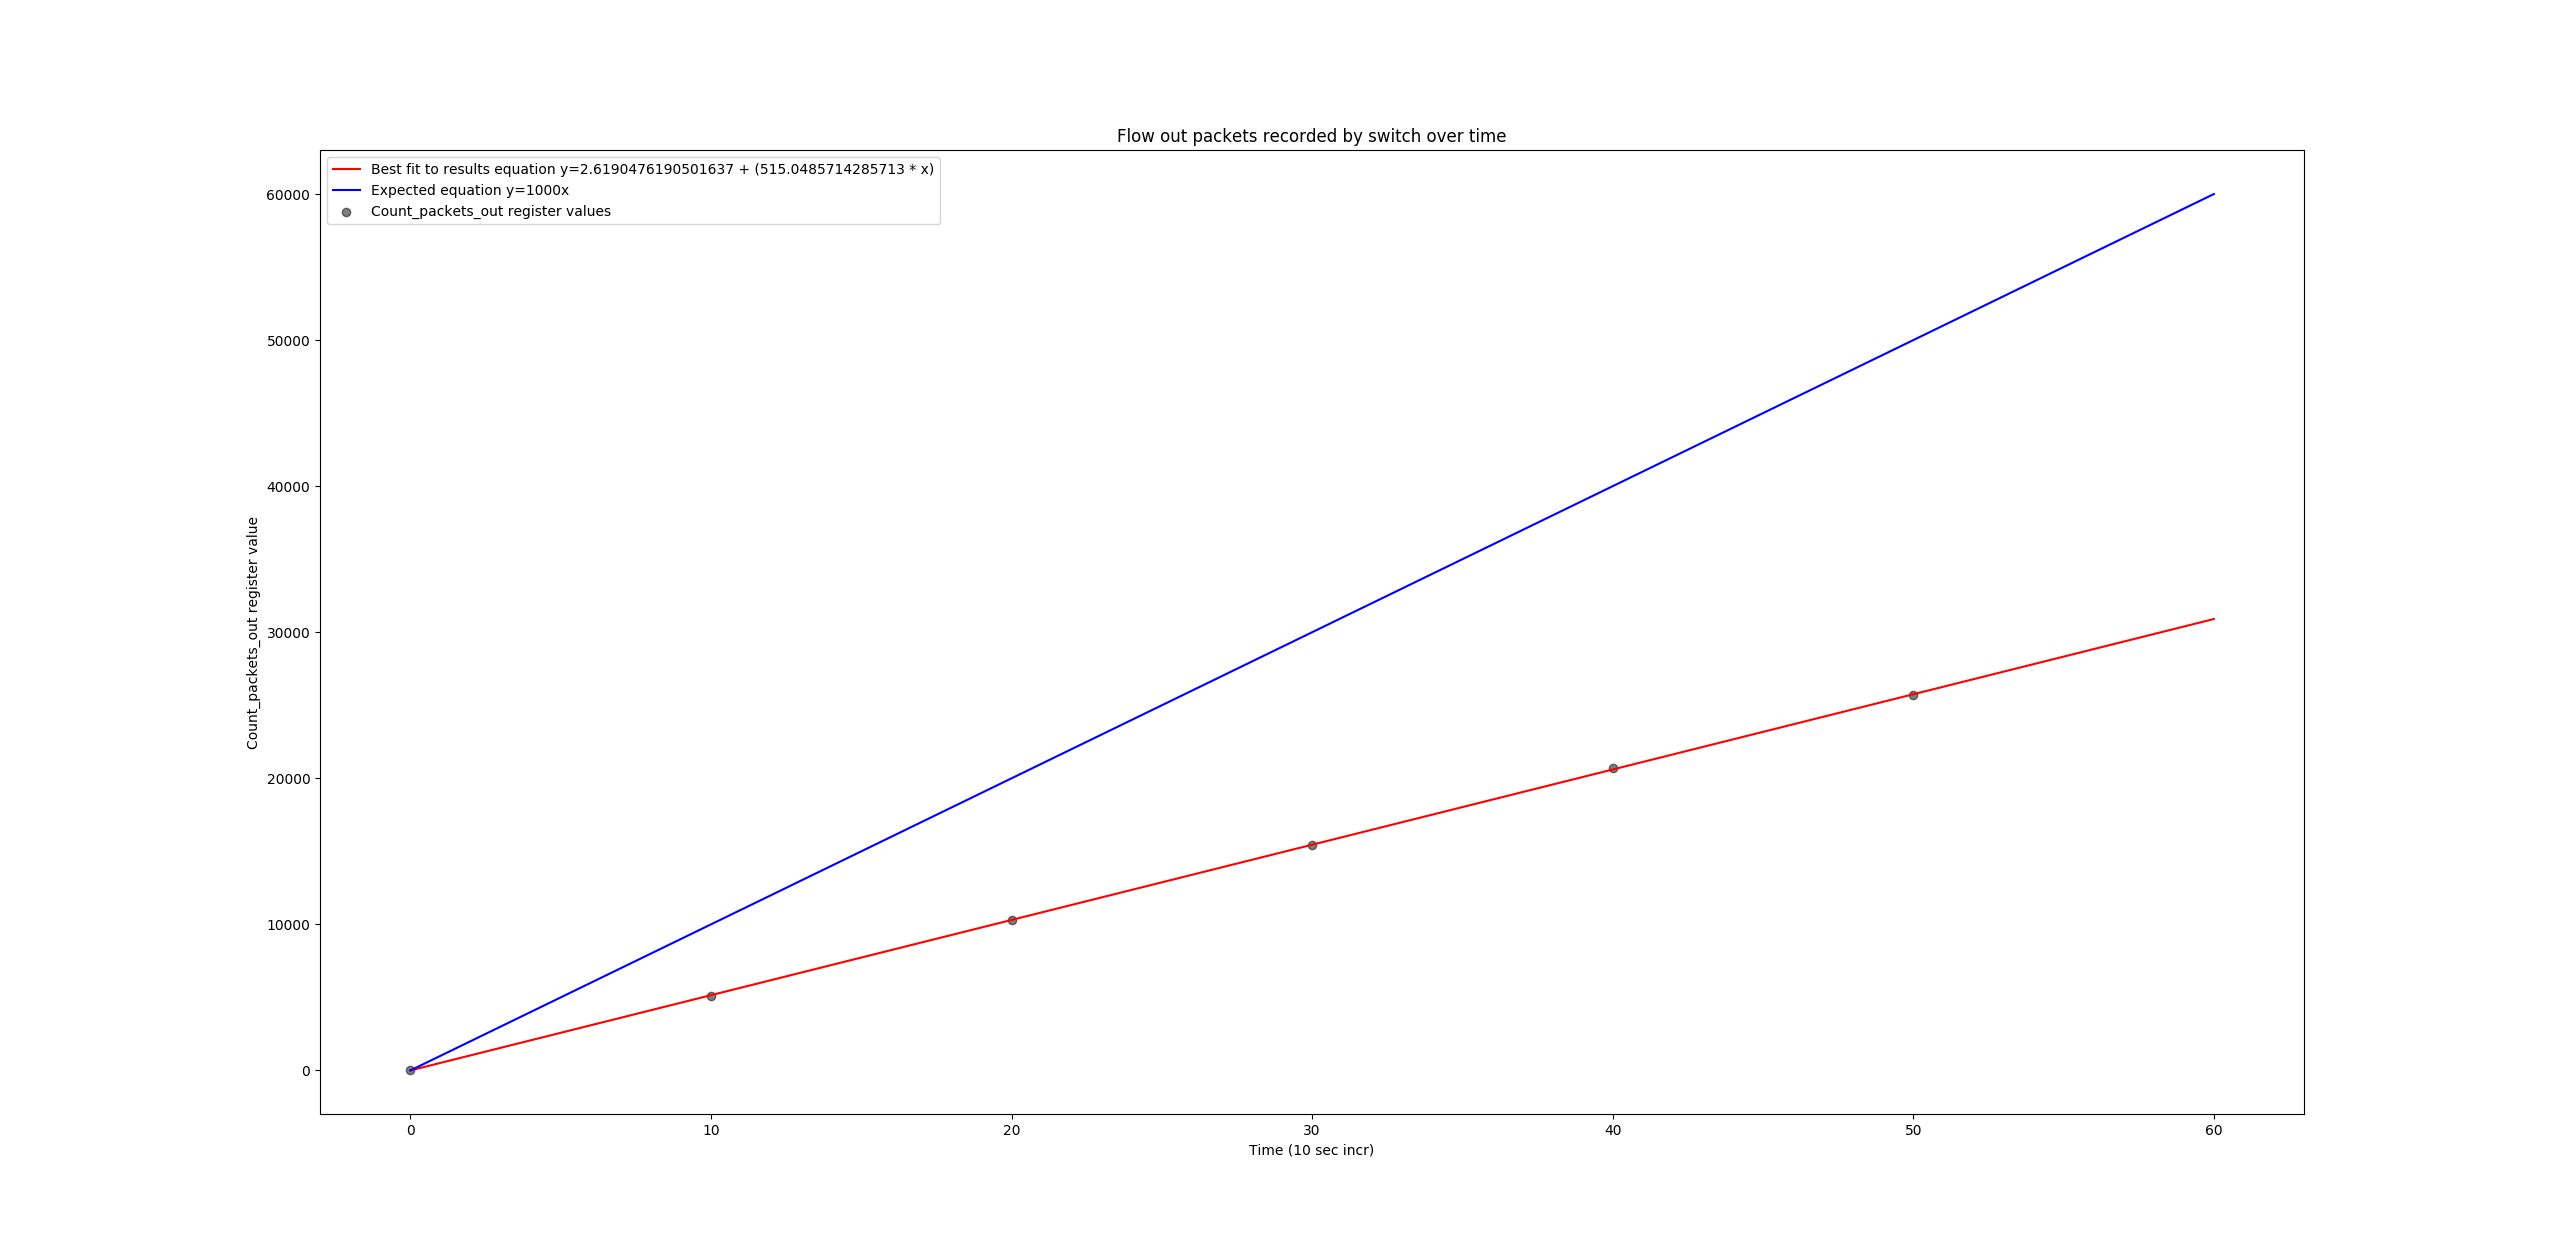 Flow out packets recorded by switch over time
Best fit to results equation y=2.6190476190501637 + (515.0485714285713 * x)
Expected equation y=1000x
Count_packets_out register values
60000
50000
40000
30000
20000
10000
0
Count_packets_out register value
0 10 20 30 40 50 60
Time (10 sec incr)